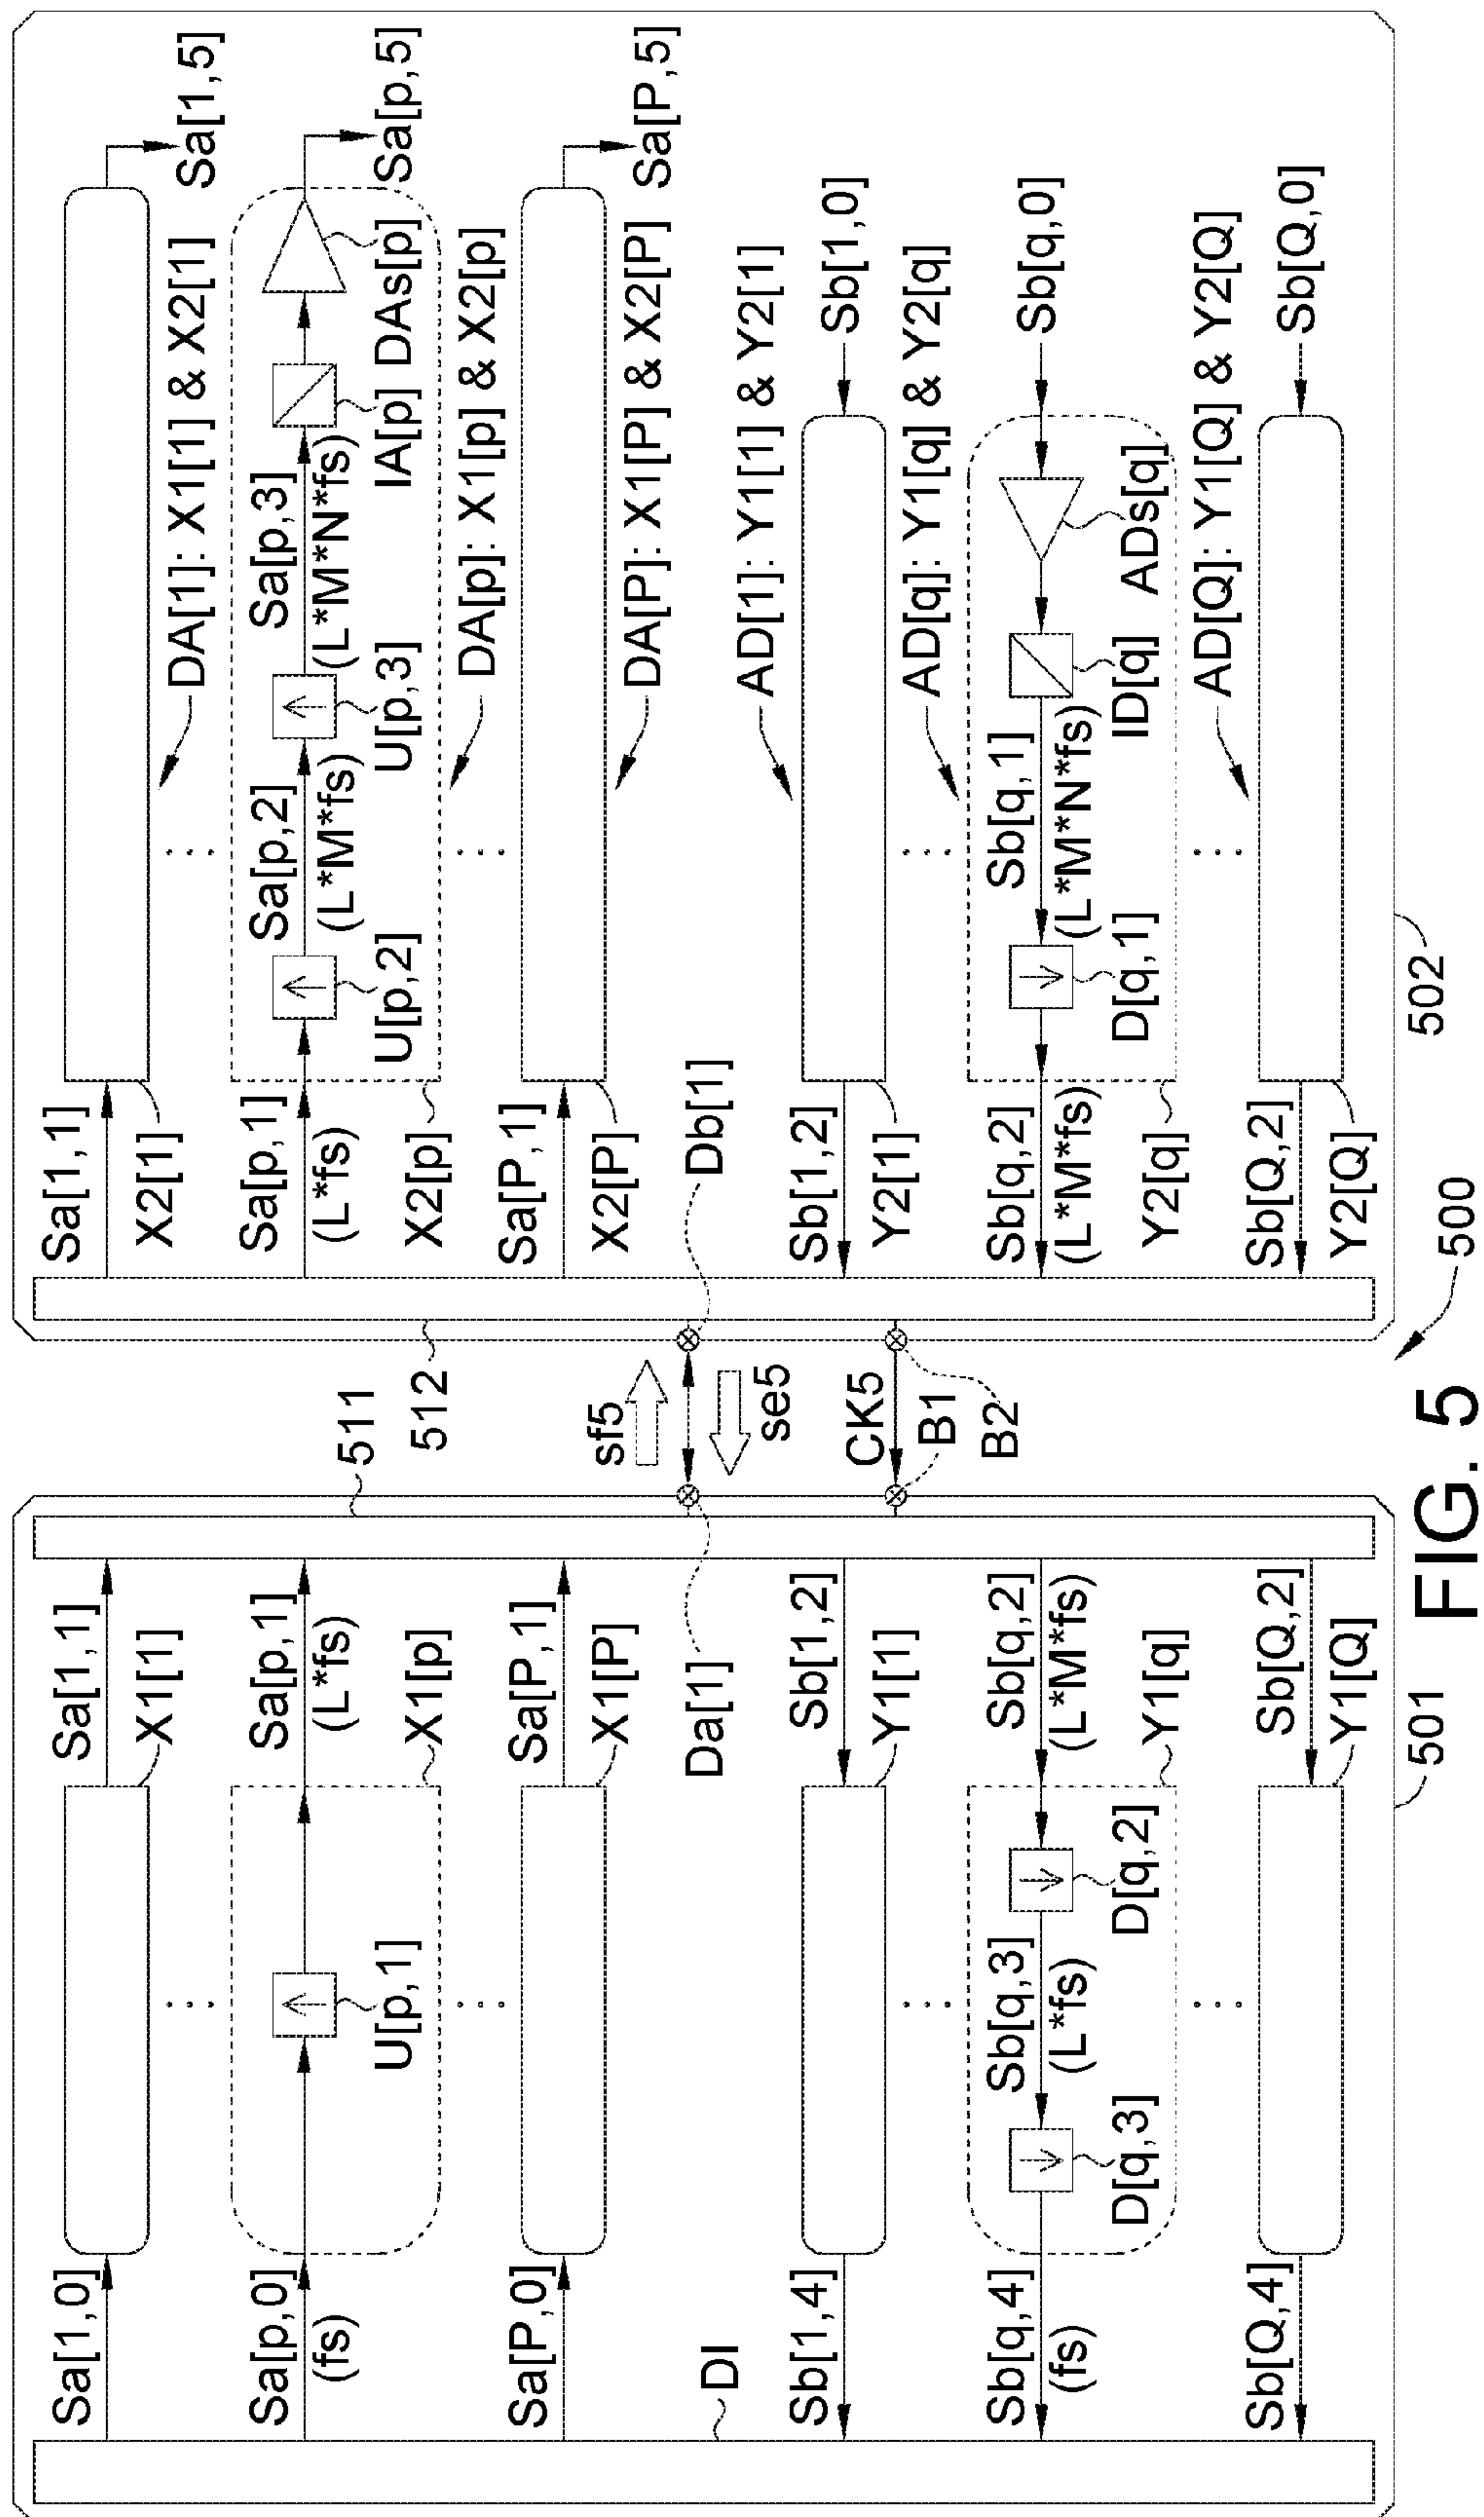 Sa[1,0]
Sa[1,1]
X1[1]
Sa[p,0]
(fs)
U[p,1]
Sa[p,1]
(L*fs)
X1[p]
Sa[P,0]
Sa[P,1]
X1[P]
DI
Da[1]
Sb[1,4]
Sb[1,2]
Y1[1]
Sb[q,4]
(fs)
D[q,3]
Sb[q,3]
(L*fs)
D[q,2]
Sb[q,2]
(L*M*fs)
Y1[q]
Sb[Q,4]
Sb[Q,2]
Y1[Q]
501
511
512
sf5
se5
CK5
B1
B2
Sa[1,1]
X2[1]
DA[1]: X1[1] & X2[1]
Sa[1,5]
Sa[p,1]
(L*fs)
X2[p]
U[p,2]
Sa[p,2]
(L*M*fs)
U[p,3]
Sa[p,3]
(L*M*N*fs)
IA[p]
DAs[p]
Sa[p,5]
DA[p]: X1[p] & X2[p]
Sa[P,1]
X2[P]
DA[P]: X1[P] & X2[P]
Sa[P,5]
Db[1]
AD[1]: Y1[1] & Y2[1]
Sb[1,2]
Y2[1]
Sb[1,0]
AD[q]: Y1[q] & Y2[q]
Sb[q,2]
(L*M*fs)
Y2[q]
D[q,1]
Sb[q,1]
(L*M*N*fs)
ID[q]
ADs[q]
Sb[q,0]
AD[Q]: Y1[Q] & Y2[Q]
Sb[Q,2]
Y2[Q]
Sb[Q,0]
502
500
FIG. 5